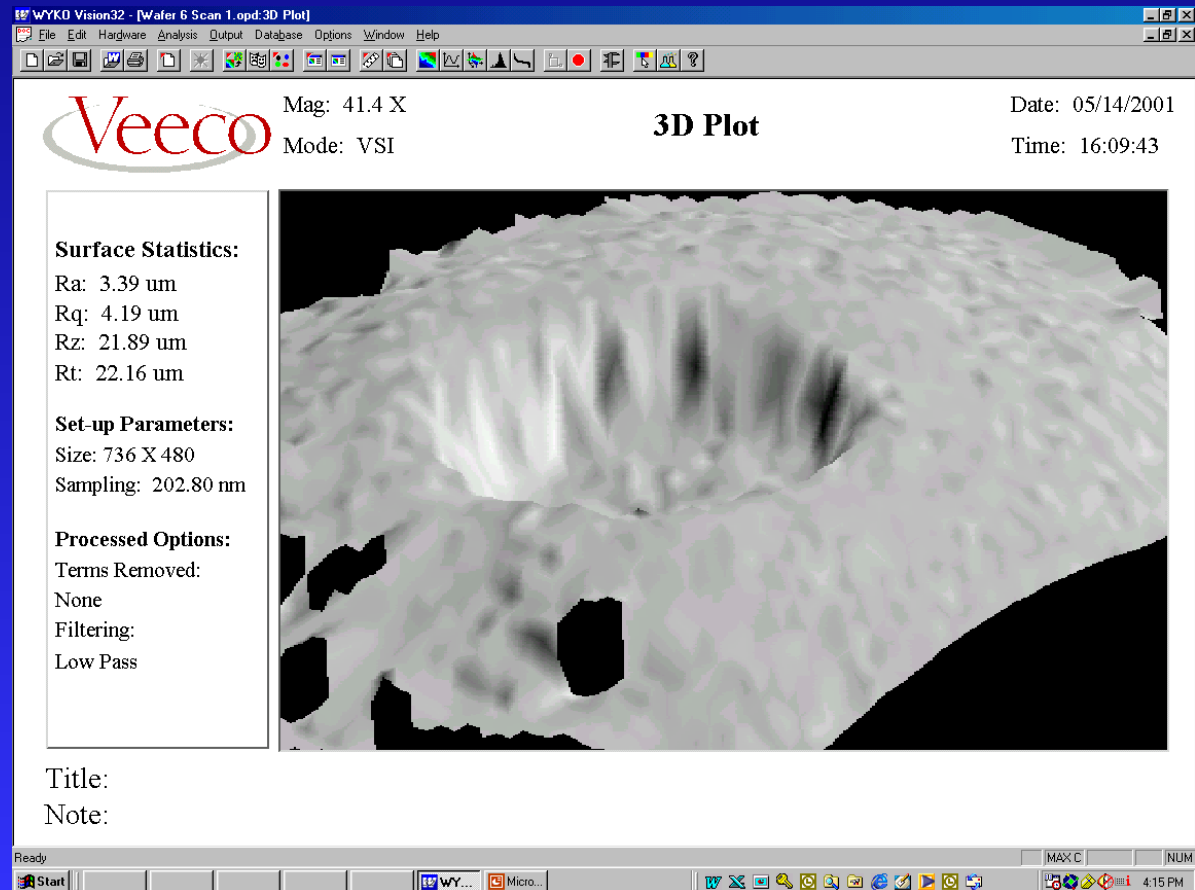 WYKO Vision32 - [Wafer 6 Scan 1.opd:3D Plot]
File Edit Hardware Analysis Output Database Options Window Help
Veeco
Mag: 41.4 X
Mode: VSI
3D Plot
Date: 05/14/2001
Time: 16:09:43
Surface Statistics:
Ra: 3.39 um
Rq: 4.19 um
Rz: 21.89 um
Rt: 22.16 um
Set-up Parameters:
Size: 736 X 480
Sampling: 202.80 nm
Processed Options:
Terms Removed:
None
Filtering:
Low Pass
Title:
Note:
Ready
MAX C
NUM
Start
WY...
Micro...
4:15 PM